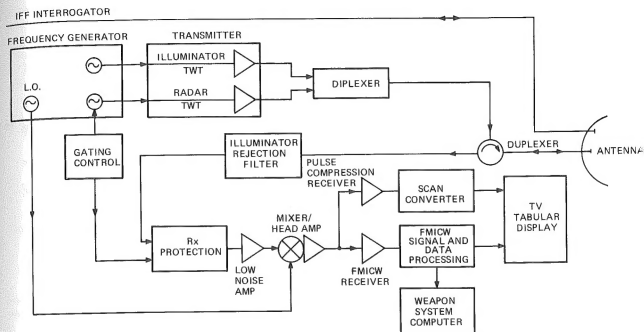 IFF INTERROGATOR
FREQUENCY GENERATOR
TRANSMITTER
ILLUMINATOR
TWT
L.O.
RADAR
TWT
DIPLEXER
GATING
CONTROL
ILLUMINATOR
REJECTION
FILTER
DUPLEXER
ANTENNA
PULSE
COMPRESSION
RECEIVER
SCAN
CONVERTER
TV
TABULAR
DISPLAY
MIXER/
HEAD AMP
Rx
PROTECTION
LOW
NOISE
AMP
FMICW
RECEIVER
FMICW
SIGNAL AND
DATA
PROCESSING
WEAPON
SYSTEM
COMPUTER